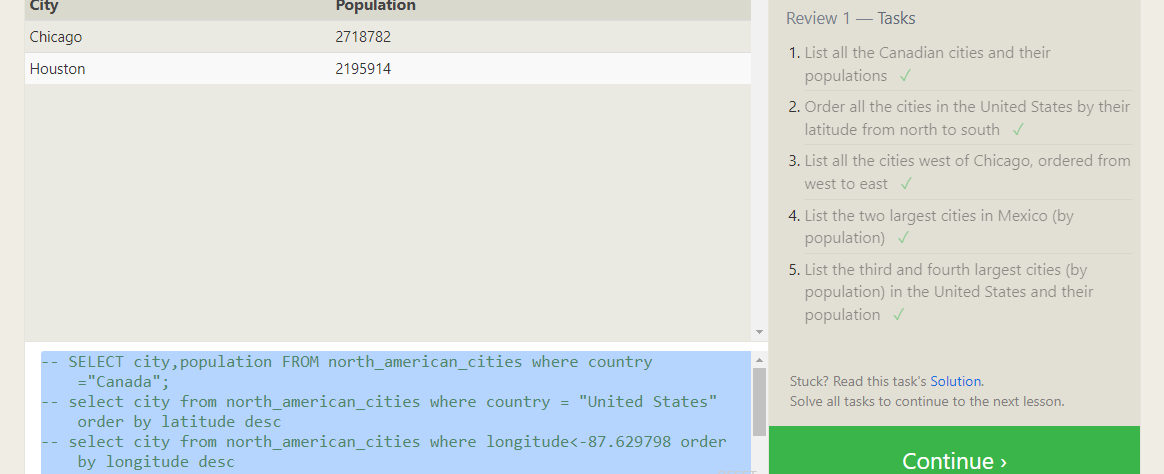 City Population
Chicago 2718782
Houston 2195914
-- SELECT city,population FROM north_american_cities where country
="Canada";
-- select city from north_american_cities where country = "United States"
order by latitude desc
-- select city from north_american_cities where longitude<-87.629798 order
by longitude desc
Review 1 — Tasks
1. List all the Canadian cities and their
populations ✓
2. Order all the cities in the United States by their
latitude from north to south ✓
3. List all the cities west of Chicago, ordered from
west to east ✓
4. List the two largest cities in Mexico (by
population) ✓
5. List the third and fourth largest cities (by
population) in the United States and their
population ✓
Stuck? Read this task's Solution.
Solve all tasks to continue to the next lesson.
Continue ›